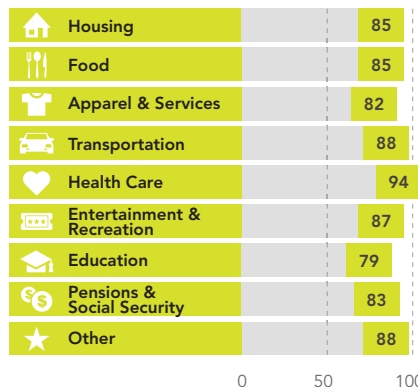 Housing 85
Food 85
Apparel & Services 82
Transportation 88
Health Care 94
Entertainment &
Recreation 87
Education 79
Pensions &
Social Security 83
Other 88
0 50 100